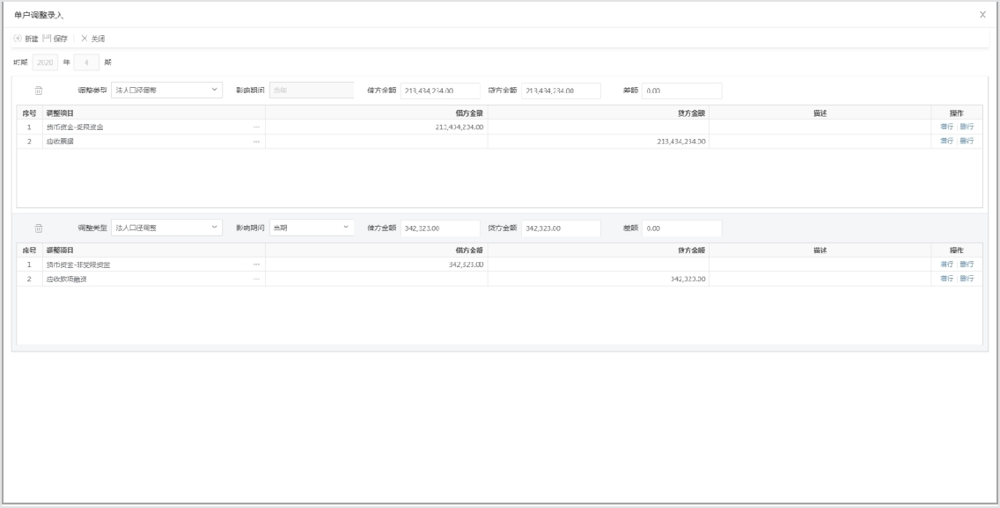 单户调整录入 X
新建 保存 关闭
时期 2020 年 4 期
调整类型 法人口径调整 影响期间 当年 借方金额 213,434,234.00 贷方金额 213,434,234.00 差额 0.00
序号 调整项目 借方金额 贷方金额 描述 操作
1 货币资金-受限资金 ... 213,434,234.00 增行 删行
2 应收票据 ... 213,434,234.00 增行 删行
调整类型 法人口径调整 影响期间 当期 借方金额 342,323.00 贷方金额 342,323.00 差额 0.00
序号 调整项目 借方金额 贷方金额 描述 操作
1 货币资金-非受限资金 ... 342,323.00 增行 删行
2 应收款项融资 ... 342,323.00 增行 删行